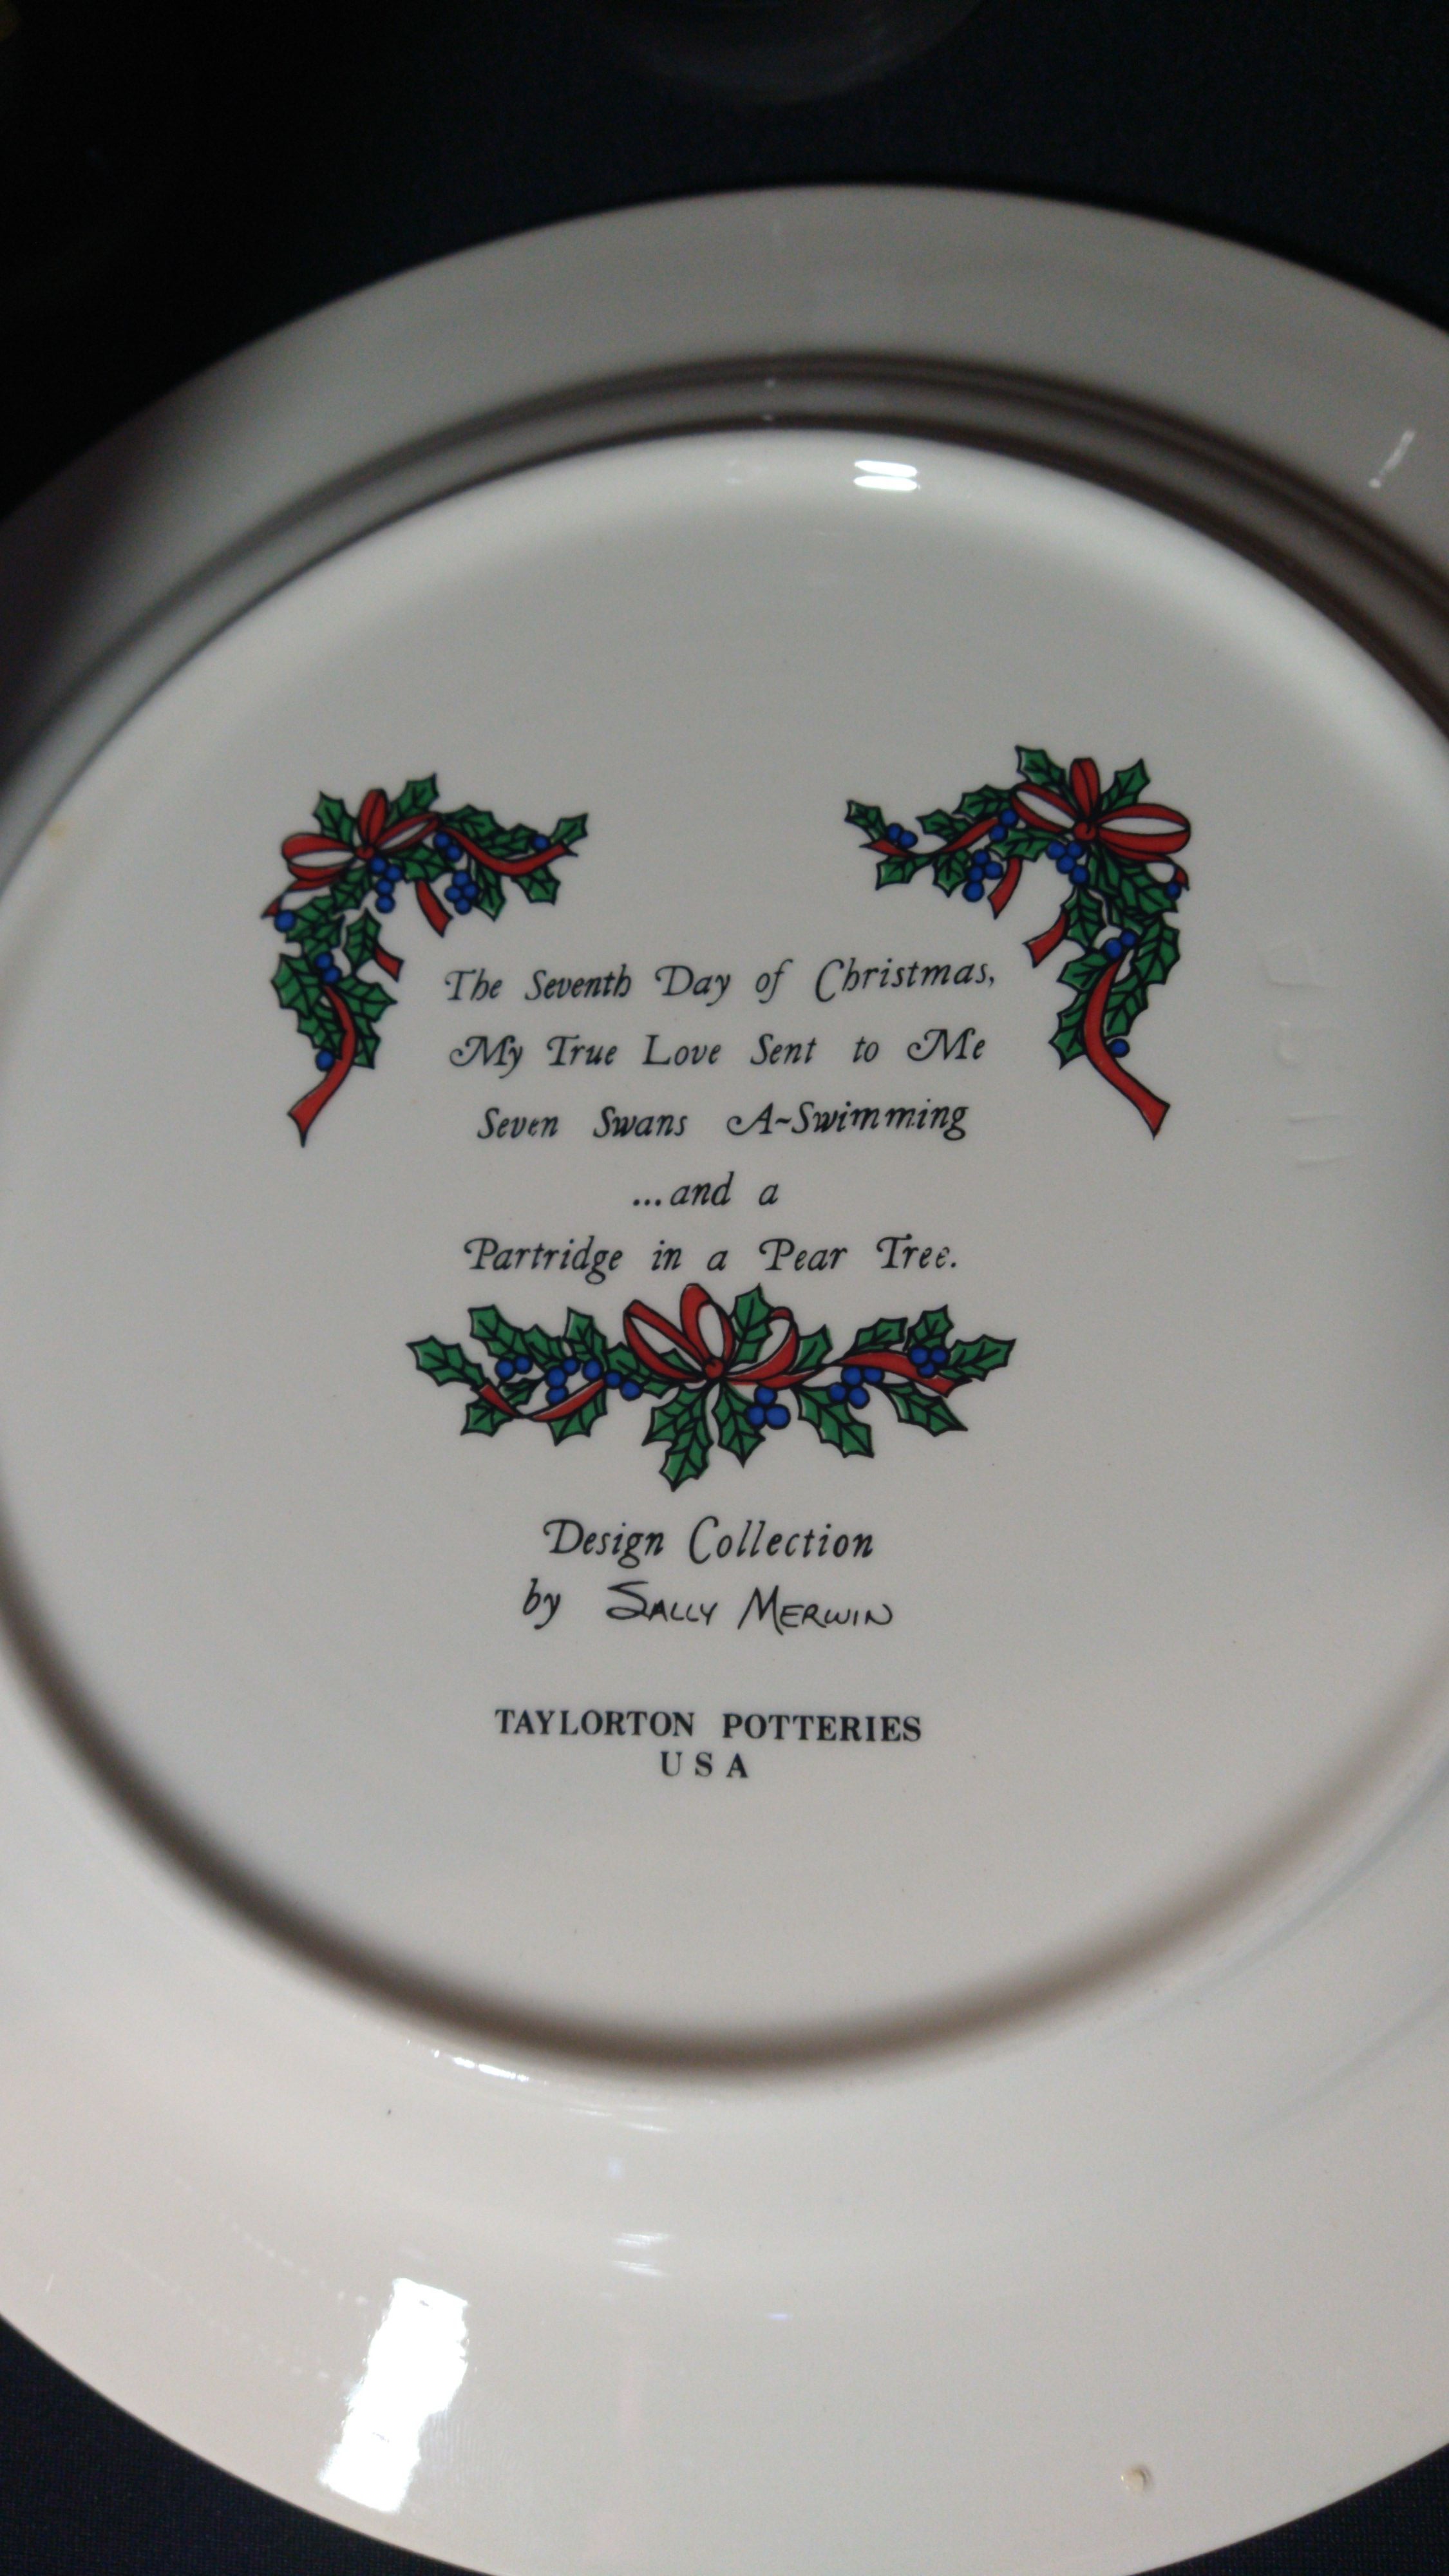 The Seventh Day of Christmas,
My True Love Sent to Me
Seven Swans A-Swimming
...and a
Partridge in a Pear Tree.
Design Collection
by SALLY MERWIN
TAYLORTON POTTERIES
USA